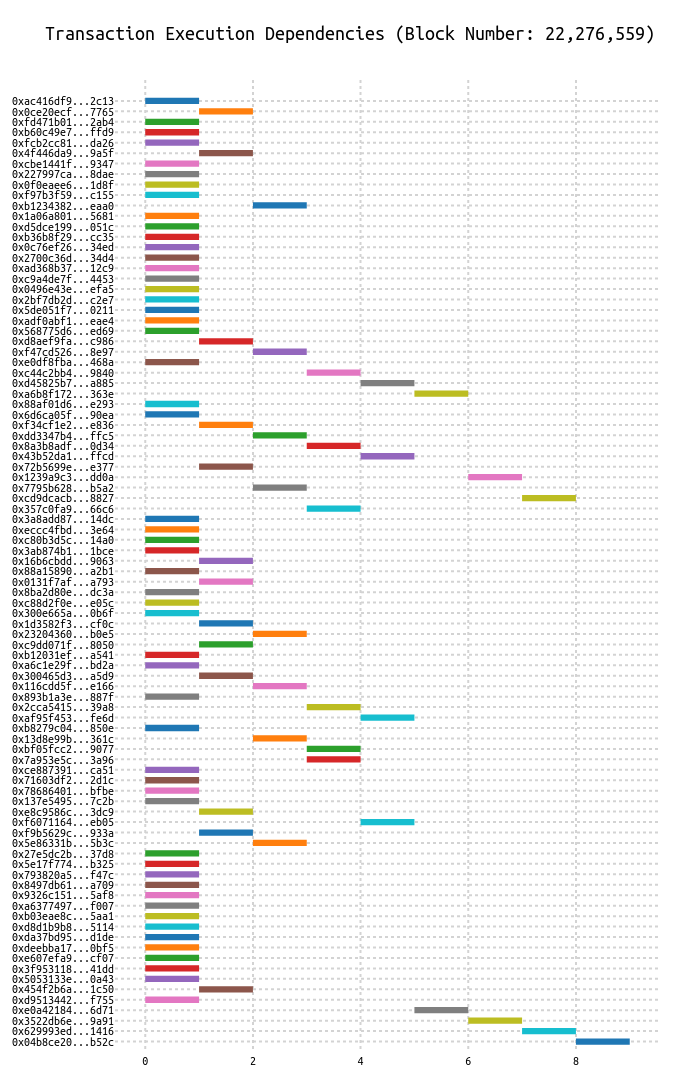 Transaction Execution Dependencies (Block Number: 22,276,559)
0xac416df9...2c13
0x0ce20ecf...7765
0xfd471b01...2ab4
0xb60c49e7...ffd9
0xfcb2cc81...da26
0x4f446da9...9a5f
0xcbe1441f...9347
0x227997ca...8dae
0x0f0eaee6...1d8f
0xf97b3f59...c155
0xb1234382...eaa0
0x1a06a801...5681
0xd5dce199...051c
0xb36b8f29...cc35
0x0c76ef26...34ed
0x2700c36d...34d4
0xad368b37...12c9
0xc9a4de7f...4453
0x0496e43e...efa5
0x2bf7db2d...c2e7
0x5de051f7...0211
0xadf0abf1...eae4
0x568775d6...ed69
0xd8aef9fa...c986
0xf47cd526...8e97
0xe0df8fba...468a
0xc44c2bb4...9840
0xd45825b7...a885
0xa6b8f172...363e
0x88af01d6...e293
0x6d6ca05f...90ea
0xf34cf1e2...e836
0xdd3347b4...ffc5
0x8a3b8adf...0d34
0x43b52da1...ffcd
0x72b5699e...e377
0x1239a9c3...dd0a
0x7795b628...b5a2
0xcd9dcacb...8827
0x357c0fa9...66c6
0x3a8add87...14dc
0xeccc4fbd...3e64
0xc80b3d5c...14a0
0x3ab874b1...1bce
0x16b6cbdd...9063
0x88a15890...a2b1
0x0131f7af...a793
0x8ba2d80e...dc3a
0xc88d2f0e...e05c
0x300e665a...0b6f
0x1d3582f3...cf0c
0x23204360...b0e5
0xc9dd071f...8050
0xb12031ef...a541
0xa6c1e29f...bd2a
0x300465d3...a5d9
0x116cdd5f...e166
0x893b1a3e...887f
0x2cca5415...39a8
0xaf95f453...fe6d
0xb8279c04...850e
0x13d8e99b...361c
0xbf05fcc2...9077
0x7a953e5c...3a96
0xce887391...ca51
0x71603df2...2d1c
0x78686401...bfbe
0x137e5495...7c2b
0xe8c9586c...3dc9
0xf6071164...eb05
0xf9b5629c...933a
0x5e86331b...5b3c
0x27e5dc2b...37d8
0x5e17f774...b325
0x793820a5...f47c
0x8497db61...a709
0x9326c151...5af8
0xa6377497...f007
0xb03eae8c...5aa1
0xd8d1b9b8...5114
0xda37bd95...d1de
0xdeebba17...0bf5
0xe607efa9...cf07
0x3f953118...41dd
0x5053133e...0a43
0x454f2b6a...1c50
0xd9513442...f755
0xe0a42184...6d71
0x3522db6e...9a91
0x629993ed...1416
0x04b8ce20...b52c
0 2 4 6 8